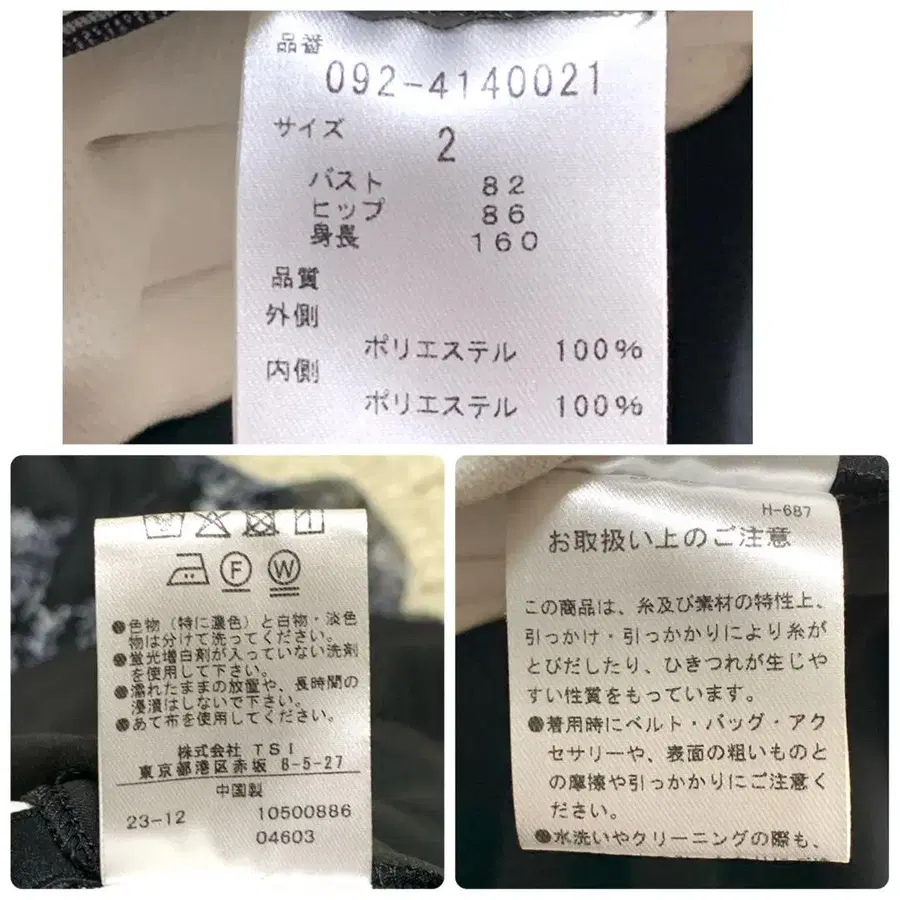 品番
092-4140021
サイズ 2
バスト 82
ヒップ 86
身長 160
品質
外側
ポリエステル 100%
内側
ポリエステル 100%
F W
●色物(特に濃色)と白物・淡色
物は分けて洗ってください。
●蛍光増白剤が入っていない洗剤
を使用して下さい。
●濡れたままの放置や、長時間の
浸漬はしないで下さい。
●あて布を使用してください。
株式会社 TSI
東京都港区赤坂 8-5-27
中国製
23-12 10500886
04603
H-687
お取扱い上のご注意
この商品は、糸及び素材の特性上、
引っかけ・引っかかりにより糸が
とびだしたり、ひきつれが生じや
すい性質をもっています。
●着用時にベルト・バッグ・アク
セサリーや、表面の粗いものと
の摩擦や引っかかりにご注意く
ださい。
●水洗いやクリーニングの際も、